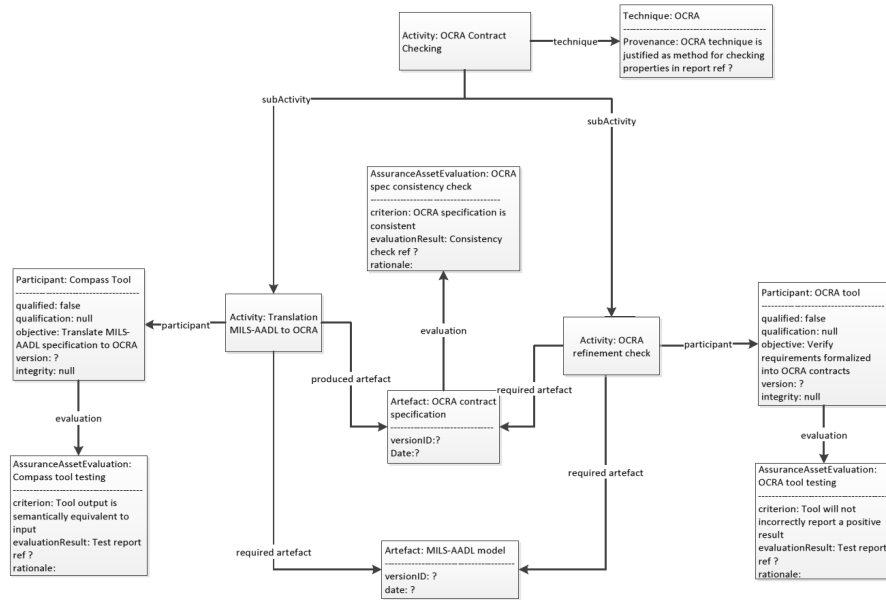 Activity: OCRA Contract
Checking
technique
Technique: OCRA
Provenance: OCRA technique is
justified as method for checking
properties in report ref ?
subActivity
subActivity
AssuranceAssetEvaluation: OCRA
spec consistency check
criterion: OCRA specification is
consistent
evaluationResult: Consistency
check ref ?
rationale:
Participant: Compass Tool
qualified: false
qualification: null
objective: Translate MILS-
AADL specification to OCRA
version: ?
integrity: null
participant
Activity: Translation
MILS-AADL to OCRA
evaluation
Activity: OCRA
refinement check
participant
Participant: OCRA tool
qualified: false
qualification: null
objective: Verify
requirements formalized
into OCRA contracts
version: ?
integrity: null
produced artefact
required artefact
Artefact: OCRA contract
specification
versionID:?
Date:?
evaluation
evaluation
AssuranceAssetEvaluation:
Compass tool testing
criterion: Tool output is
semantically equivalent to
input
evaluationResult: Test report
ref ?
rationale:
required artefact
required artefact
Artefact: MILS-AADL model
versionID: ?
date: ?
AssuranceAssetEvaluation:
OCRA tool testing
criterion: Tool will not
incorrectly report a positive
result
evaluationResult: Test report
ref ?
rationale: